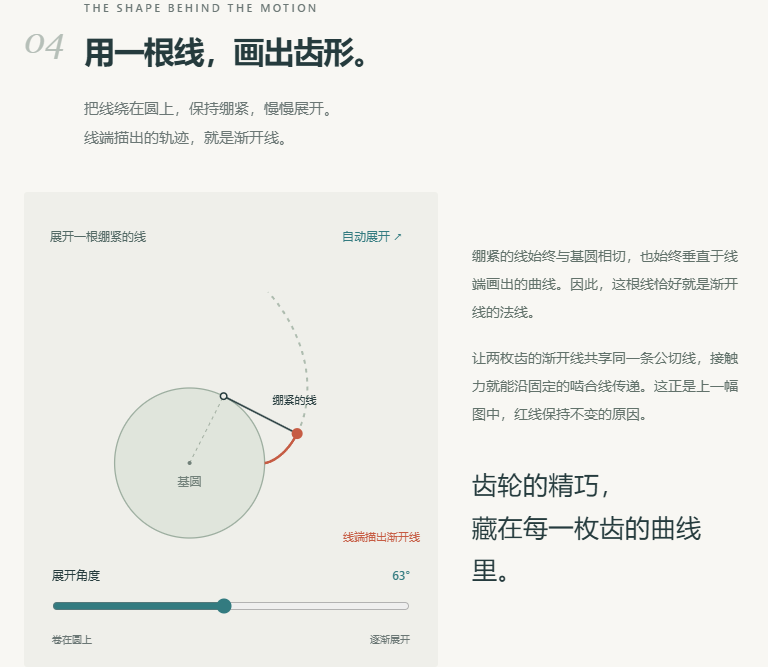 THE SHAPE BEHIND THE MOTION
04
用一根线，画出齿形。
把线绕在圆上，保持绷紧，慢慢展开。
线端描出的轨迹，就是渐开线。
展开一根绷紧的线
自动展开 ↗
绷紧的线
基圆
线端描出渐开线
展开角度
63°
卷在圆上
逐渐展开
绷紧的线始终与基圆相切，也始终垂直于线
端画出的曲线。因此，这根线恰好就是渐开
线的法线。
让两枚齿的渐开线共享同一条公切线，接触
力就能沿固定的啮合线传递。这正是上一幅
图中，红线保持不变的原因。
齿轮的精巧，
藏在每一枚齿的曲线
里。